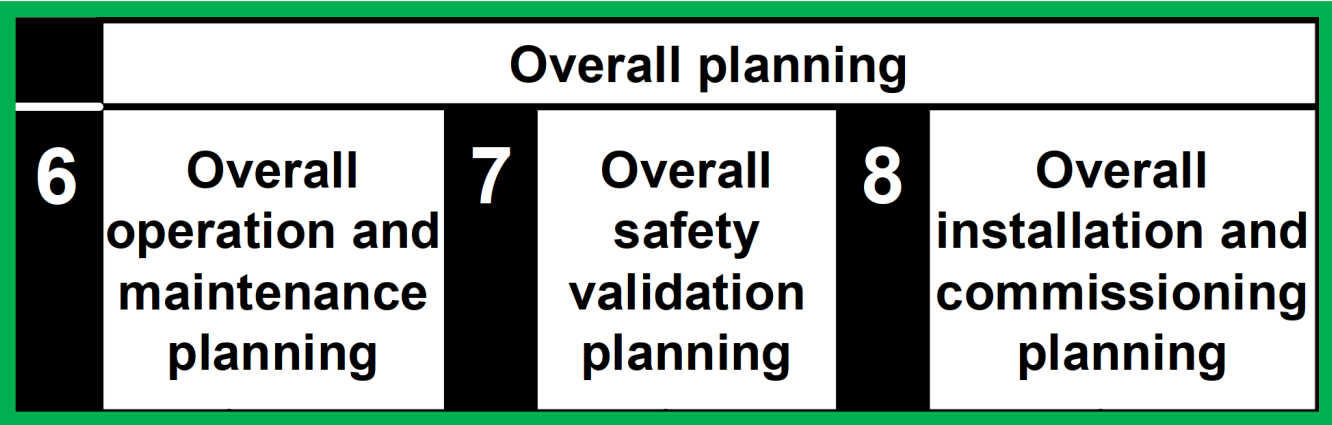 Overall planning
6
Overall
operation and
maintenance
planning
7
Overall
safety
validation
planning
8
Overall
installation and
commissioning
planning